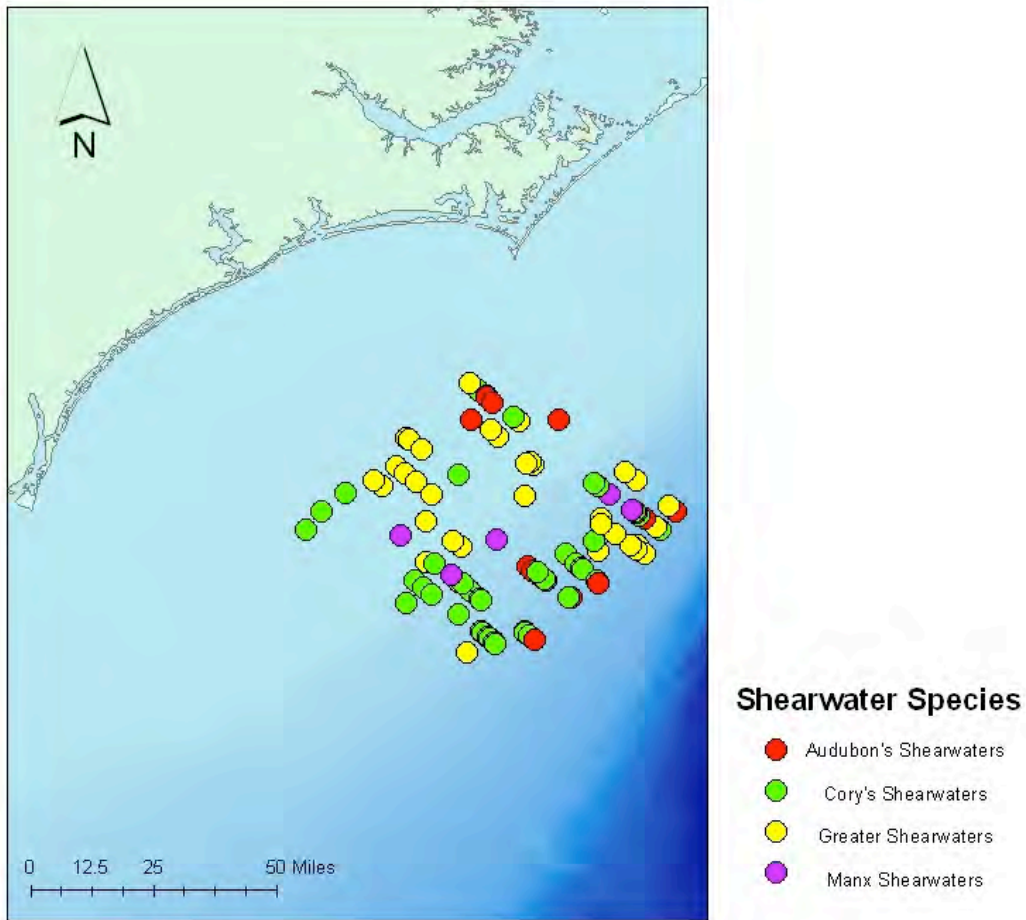 N
0 12.5 25 50 Miles
Shearwater Species
Audubon's Shearwaters
Cory's Shearwaters
Greater Shearwaters
Manx Shearwaters